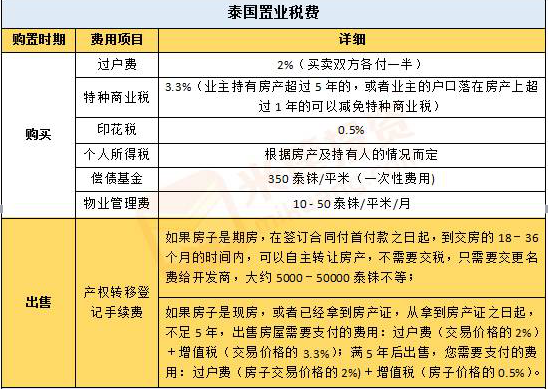 泰国置业税费
购置时期 费用项目 详细
购买
过户费 2%（买卖双方各付一半）
特种商业税 3.3%（业主持有房产超过 5 年的，或者业主的户口落在房产上超
过 1 年的可以减免特种商业税）
印花税 0.5%
个人所得税 根据房产及持有人的情况而定
偿债基金 350 泰铢/平米（一次性费用)
物业管理费 10 - 50 泰铢/平米/月
出售
产权转移登
记手续费
如果房子是期房，在签订合同付首付款之日起，到交房的 18－36
个月的时间内，可以自主转让房产，不需要交税，只需要交更名
费给开发商，大约 5000－50000 泰铢不等；
如果房子是现房，或者已经拿到房产证，从拿到房产证之日起，
不足 5 年，出售房屋需要支付的费用：过户费（交易价格的 2%）
＋增值税（交易价格的 3.3%）；满 5 年后出售，您需要支付的费
用：过户费（房子交易价格的 2%)＋增值税（房子价格的 0.5%）。